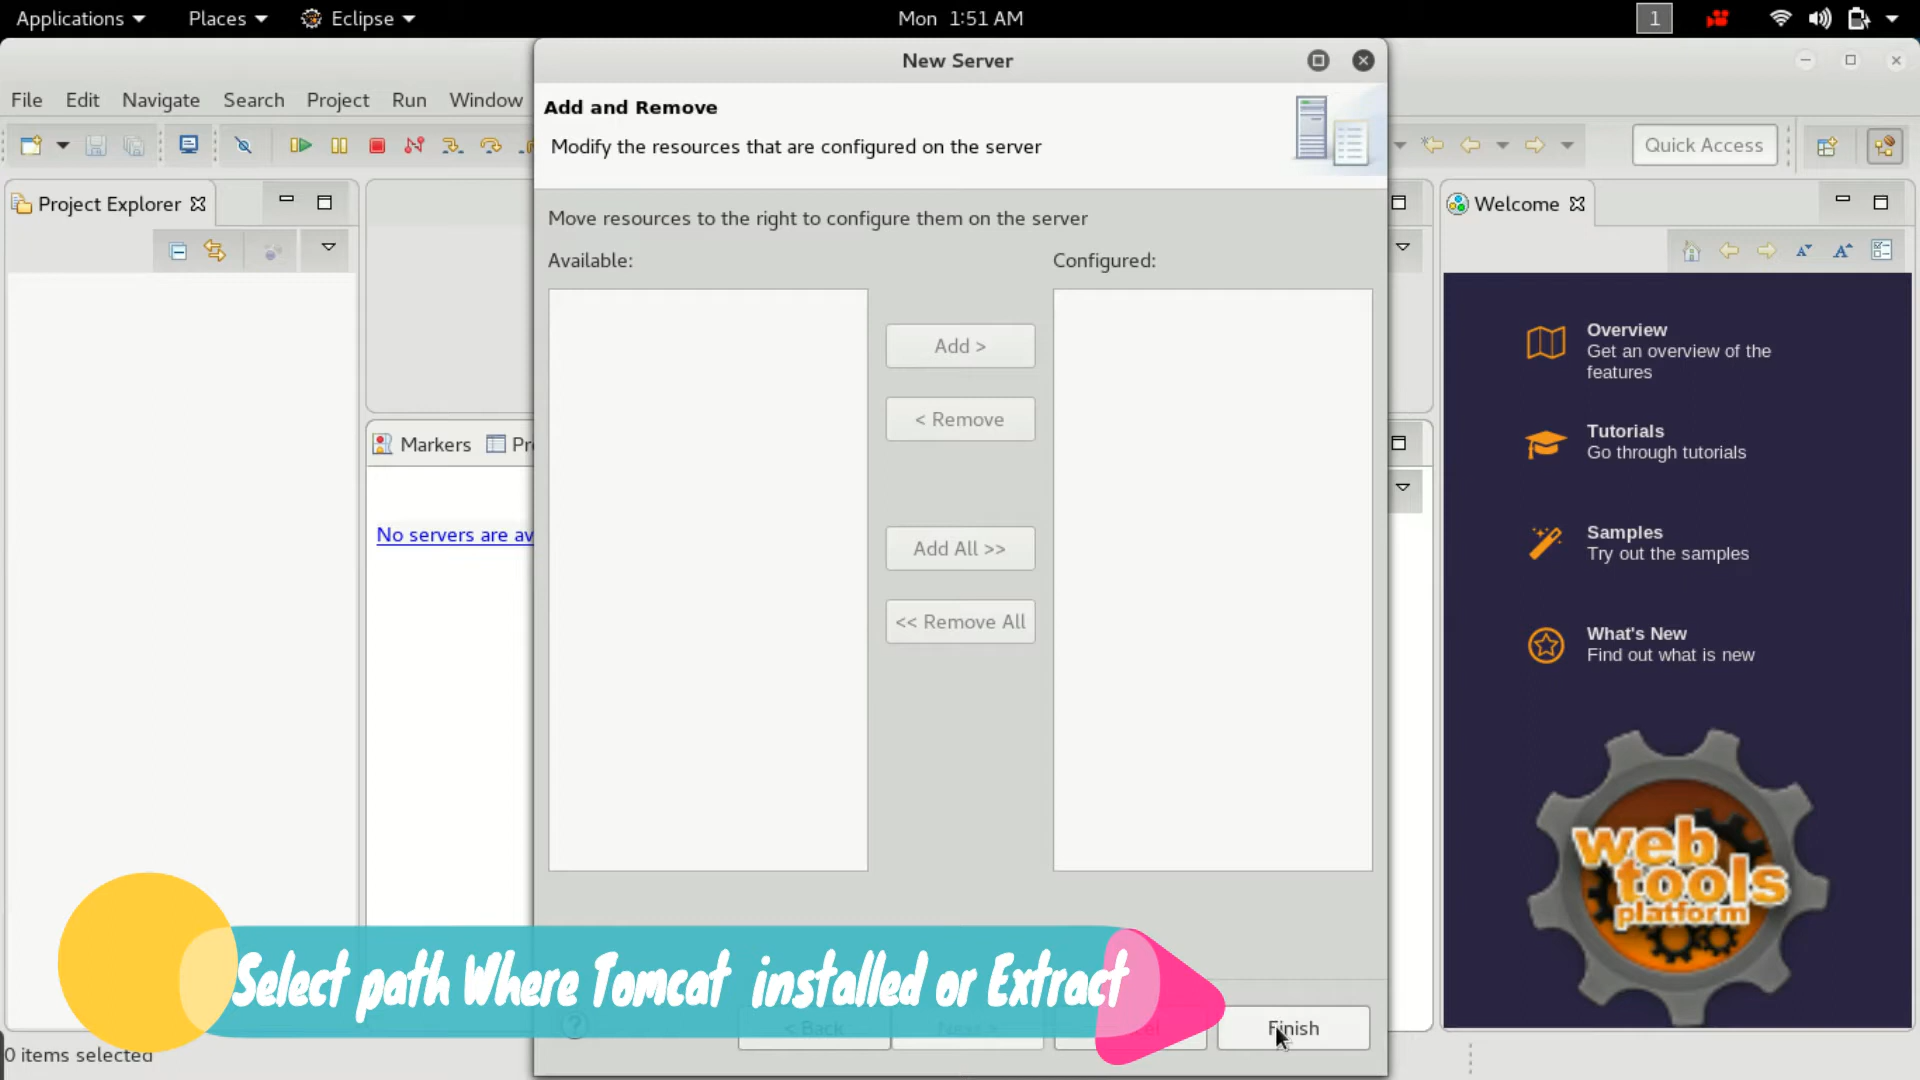 Applications Places Eclipse Mon 1:51 AM 1
New Server
File Edit Navigate Search Project Run Window
Add and Remove
Modify the resources that are configured on the server
Quick Access
Project Explorer
Welcome
Move resources to the right to configure them on the server
Available: Configured:
Add >
< Remove
Add All >>
<< Remove All
Markers Pr
No servers are av
Overview
Get an overview of the
features
Tutorials
Go through tutorials
Samples
Try out the samples
What's New
Find out what is new
web
tools
platform
Select path Where Tomcat installed or Extract
< Back Finish
0 items selected